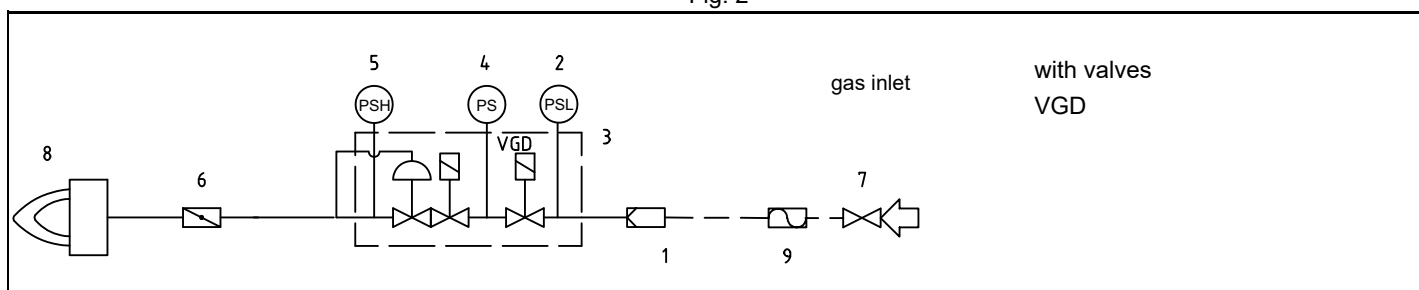 Fig. 2
5 4 2
gas inlet
with valves
VGD
PSH PS PSL
VGD
3
8
6
7
1
9